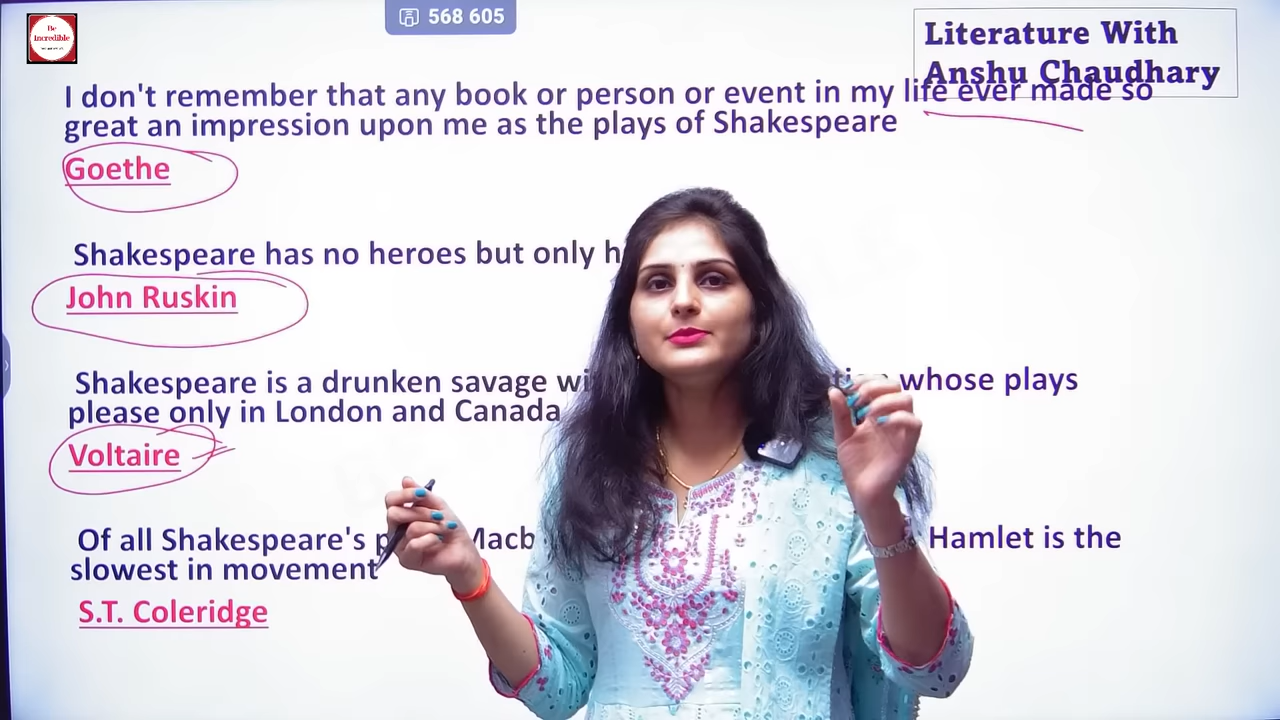 Be
Incredible
568 605
Literature With
Anshu Chaudhary
I don't remember that any book or person or event in my life ever made so
great an impression upon me as the plays of Shakespeare
Goethe
Shakespeare has no heroes but only
John Ruskin
Shakespeare is a drunken savage whose plays
please only in London and Canada
Voltaire
Of all Shakespeare's Hamlet is the
slowest in movement
S.T. Coleridge